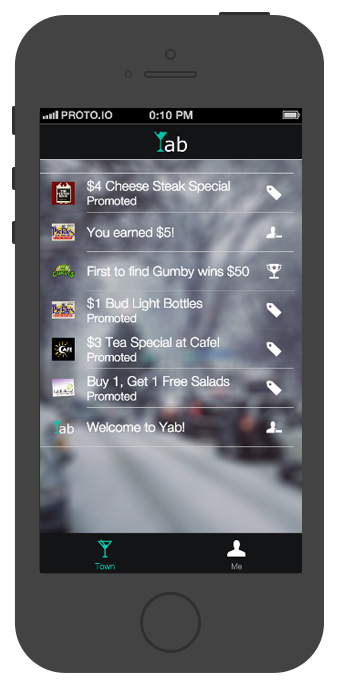 PROTO.IO 0:10 PM
Yab
$4 Cheese Steak Special
Promoted
You earned $5!
First to find Gumby wins $50
$1 Bud Light Bottles
Promoted
$3 Tea Special at Cafe!
Promoted
CAFE
Buy 1, Get 1 Free Salads
Promoted
Yab Welcome to Yab!
Town Me